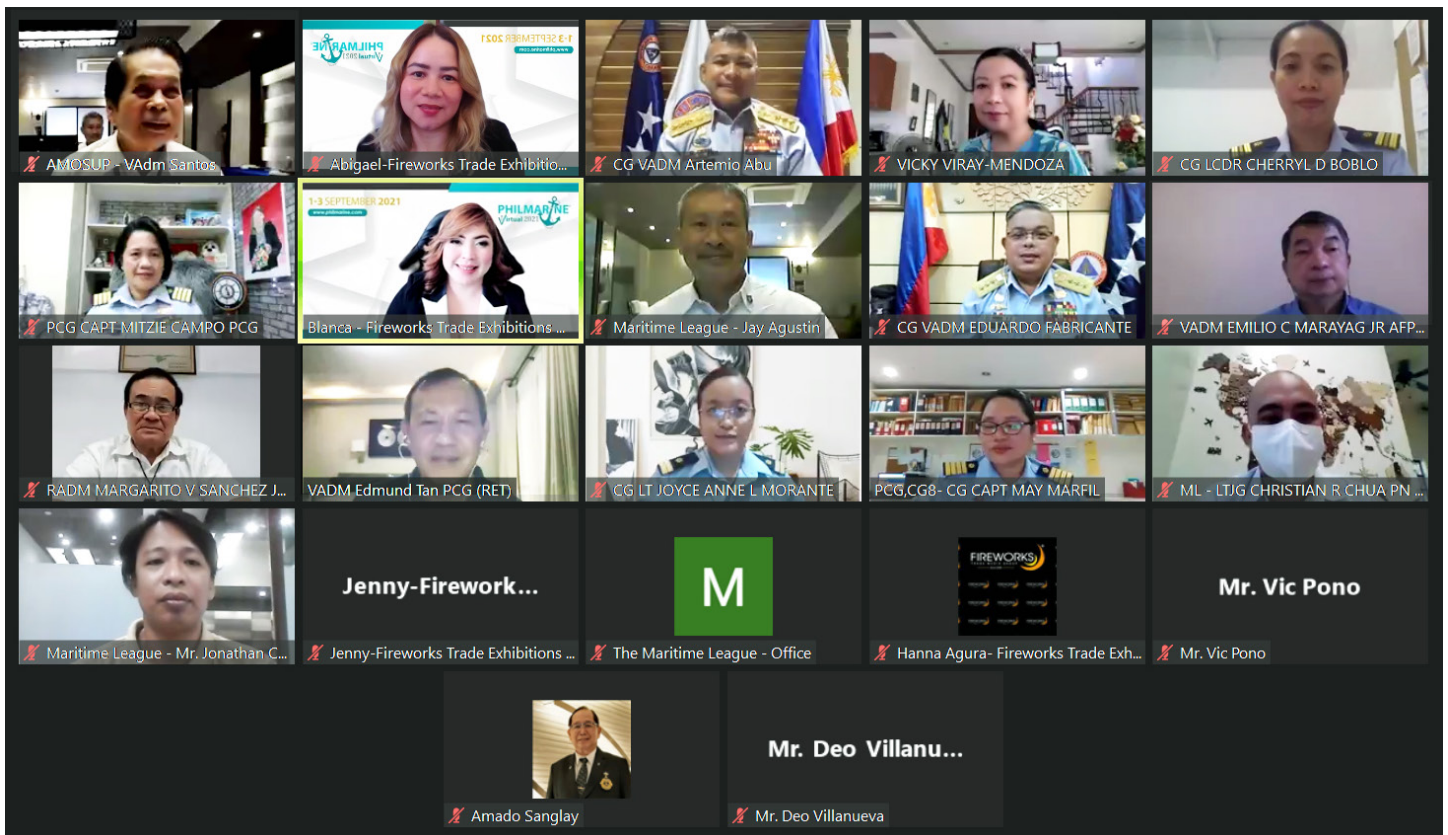 PHILMARINE
Virtual 2021
1-3 SEPTEMBER 2021
www.philmarine.com
AMOSUP - VAdm Santos
Abigael-Fireworks Trade Exhibitio...
CG VADM Artemio Abu
VICKY VIRAY-MENDOZA
CG LCDR CHERRYL D BOBLO
1-3 SEPTEMBER 2021
www.philmarine.com
PHILMARINE
Virtual 2021
PCG CAPT MITZIE CAMPO PCG
Blanca - Fireworks Trade Exhibitions ...
Maritime League - Jay Agustin
CG VADM EDUARDO FABRICANTE
VADM EMILIO C MARAYAG JR AFP...
RADM MARGARITO V SANCHEZ J...
VADM Edmund Tan PCG (RET)
CG LT JOYCE ANNE L MORANTE
PCG,CG8- CG CAPT MAY MARFIL
ML - LTJG CHRISTIAN R CHUA PN ...
Jenny-Firework...
M
FIREWORKS
Mr. Vic Pono
Maritime League - Mr. Jonathan C...
Jenny-Fireworks Trade Exhibitions ...
The Maritime League - Office
Hanna Agura- Fireworks Trade Exh...
Mr. Vic Pono
Mr. Deo Villanu...
Amado Sanglay
Mr. Deo Villanueva